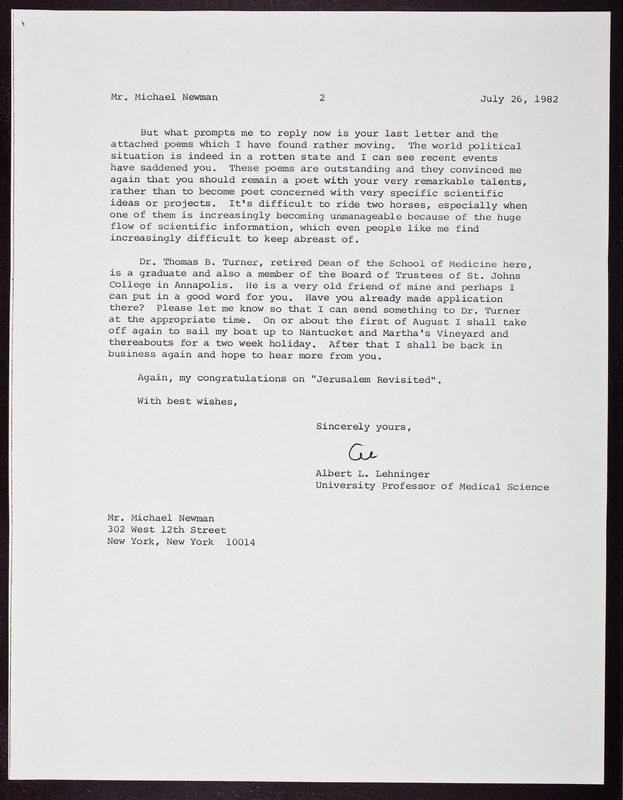 Mr. Michael Newman 2 July 26, 1982
But what prompts me to reply now is your last letter and the
attached poems which I have found rather moving. The world political
situation is indeed in a rotten state and I can see recent events
have saddened you. These poems are outstanding and they convinced me
again that you should remain a poet with your very remarkable talents,
rather than to become poet concerned with very specific scientific
ideas or projects. It's difficult to ride two horses, especially when
one of them is increasingly becoming unmanageable because of the huge
flow of scientific information, which even people like me find
increasingly difficult to keep abreast of.
Dr. Thomas B. Turner, retired Dean of the School of Medicine here,
is a graduate and also a member of the Board of Trustees of St. Johns
College in Annapolis. He is a very old friend of mine and perhaps I
can put in a good word for you. Have you already made application
there? Please let me know so that I can send something to Dr. Turner
at the appropriate time. On or about the first of August I shall take
off again to sail my boat up to Nantucket and Martha's Vineyard and
thereabouts for a two week holiday. After that I shall be back in
business again and hope to hear more from you.
Again, my congratulations on "Jerusalem Revisited".
With best wishes,
Sincerely yours,
Albert L. Lehninger
University Professor of Medical Science
Mr. Michael Newman
302 West 12th Street
New York, New York 10014